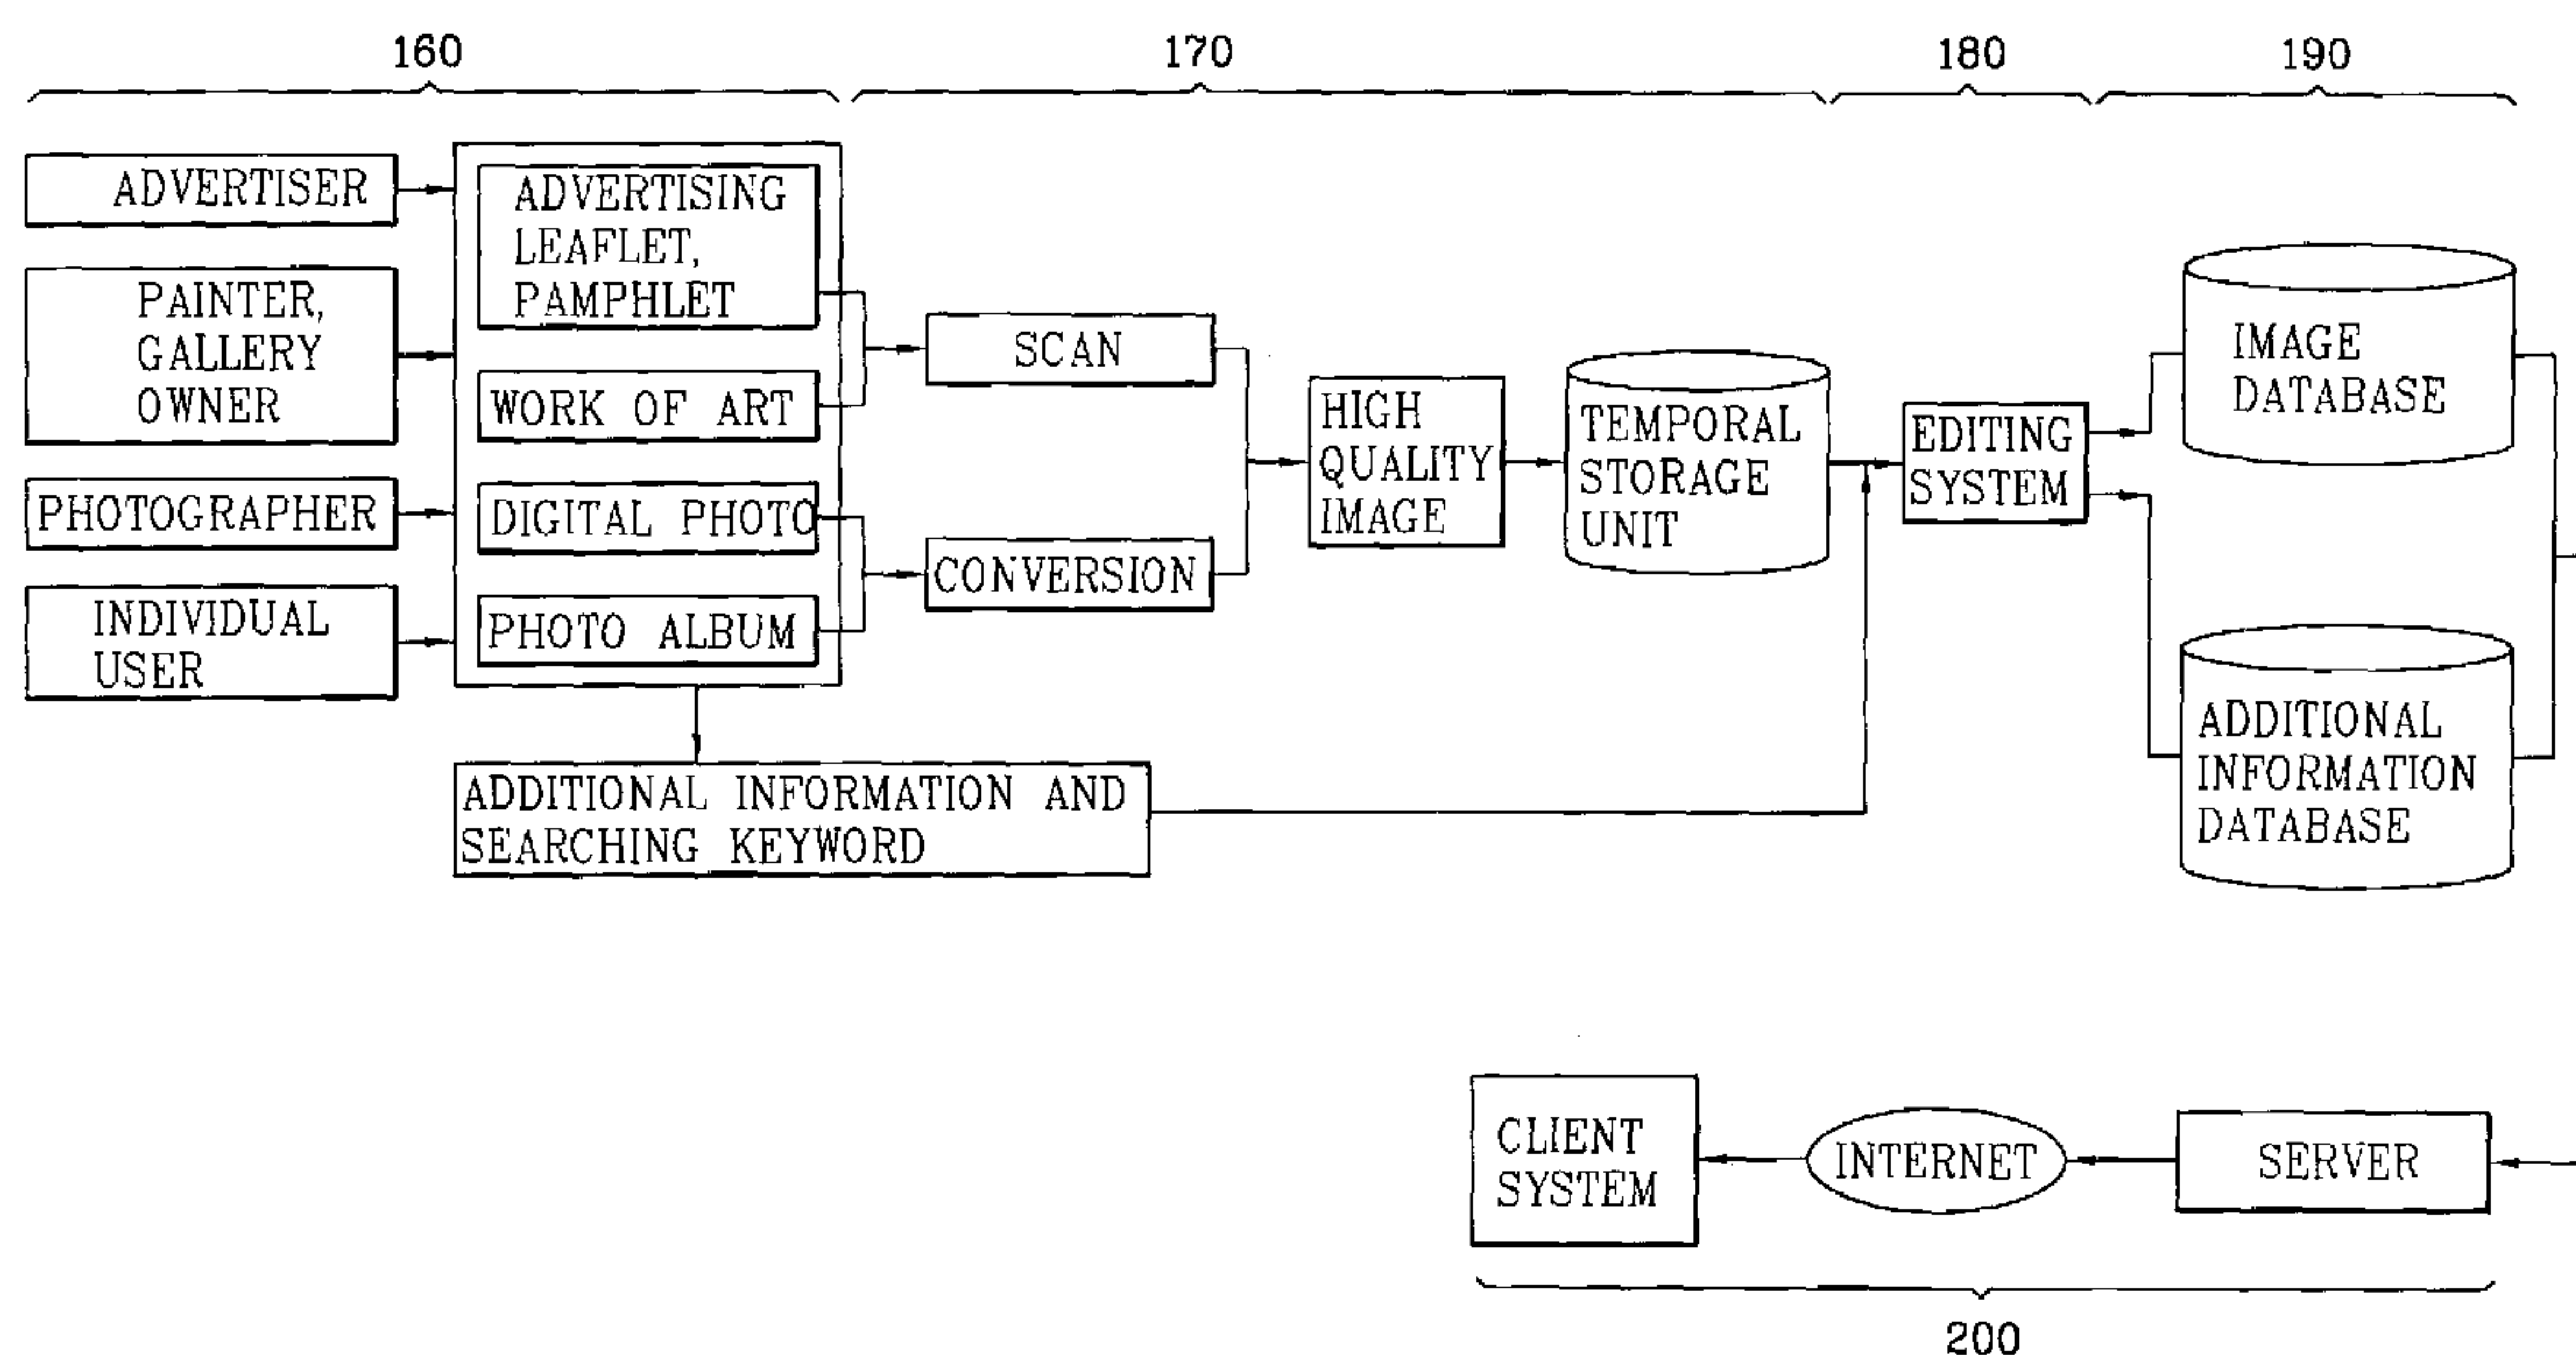 160
170
180
190
ADVERTISER
PAINTER,
GALLERY
OWNER
PHOTOGRAPHER
INDIVIDUAL
USER
ADVERTISING
LEAFLET,
PAMPHLET
WORK OF ART
DIGITAL PHOTO
PHOTO ALBUM
ADDITIONAL INFORMATION AND
SEARCHING KEYWORD
SCAN
CONVERSION
HIGH
QUALITY
IMAGE
TEMPORAL
STORAGE
UNIT
EDITING
SYSTEM
IMAGE
DATABASE
ADDITIONAL
INFORMATION
DATABASE
CLIENT
SYSTEM
INTERNET
SERVER
200